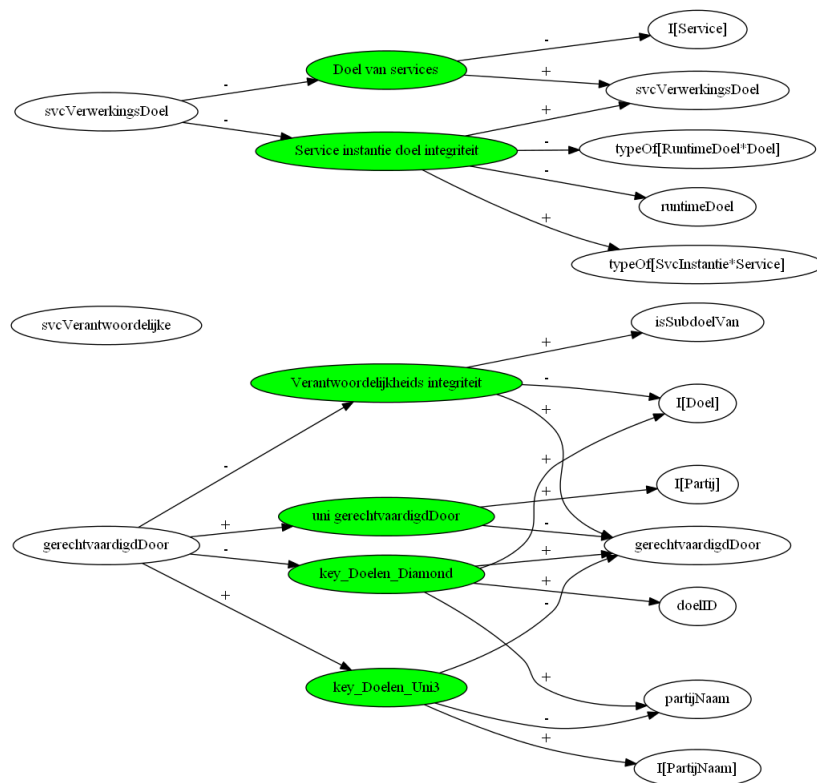 I[Service]
-
Doel van services
-
+
svcVerwerkingsDoel
svcVerwerkingsDoel
-
+
Service instantie doel integriteit
-
typeOf[RuntimeDoel*Doel]
-
runtimeDoel
+
typeOf[SvcInstantie*Service]
svcVerantwoordelijke
isSubdoelVan
+
Verantwoordelijkheids integriteit
-
I[Doel]
+
-
+
I[Partij]
+
uni gerechtvaardigdDoor
-
gerechtvaardigdDoor
+
-
+
gerechtvaardigdDoor
key_Doelen_Diamond
+
-
doelID
+
+
key_Doelen_Uni3
-
partijNaam
+
I[PartijNaam]